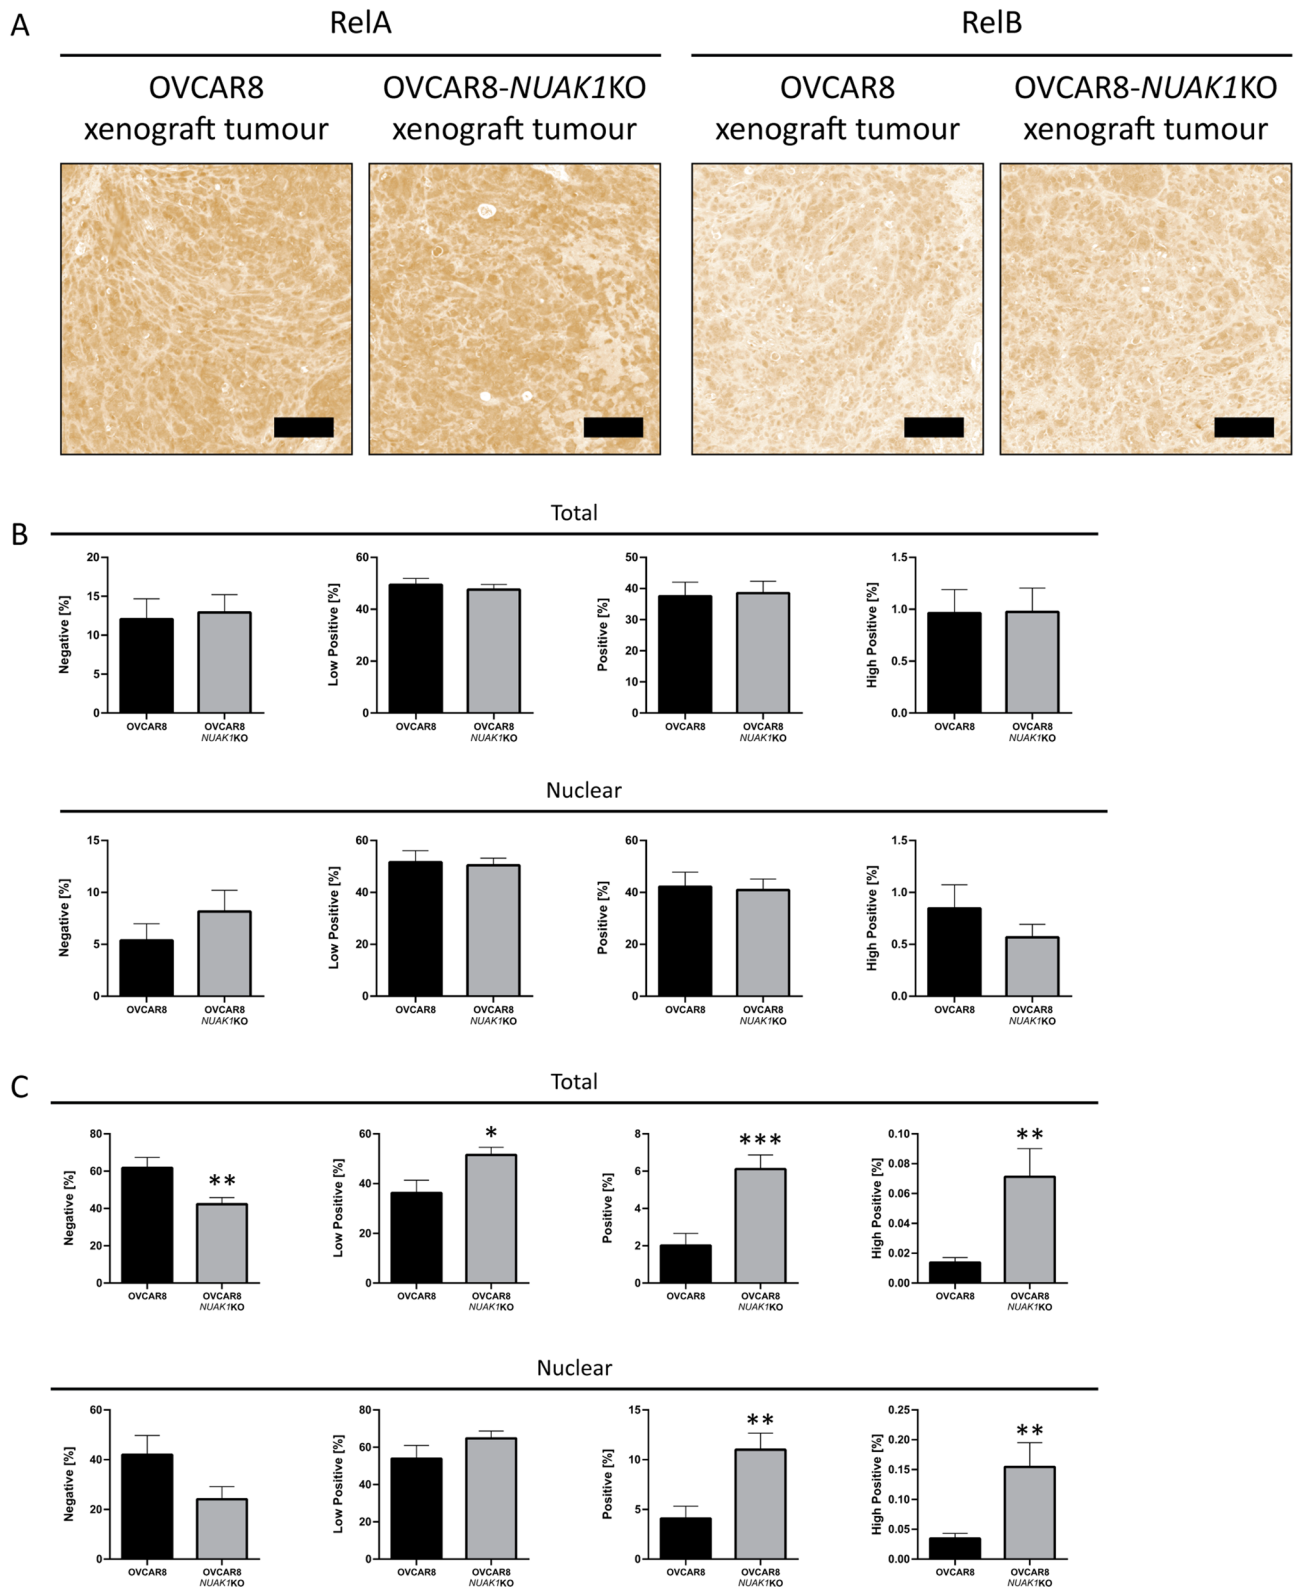 A
RelA
RelB
OVCAR8
xenograft tumour
OVCAR8-NUAK1KO
xenograft tumour
OVCAR8
xenograft tumour
OVCAR8-NUAK1KO
xenograft tumour
B
Total
Negative [%]
20
15
10
5
0
OVCAR8
OVCAR8
NUAK1KO
Low Positive [%]
60
40
20
0
OVCAR8
OVCAR8
NUAK1KO
Positive [%]
50
40
30
20
10
0
OVCAR8
OVCAR8
NUAK1KO
High Positive [%]
1.5
1.0
0.5
0.0
OVCAR8
OVCAR8
NUAK1KO
Nuclear
Negative [%]
15
10
5
0
OVCAR8
OVCAR8
NUAK1KO
Low Positive [%]
60
40
20
0
OVCAR8
OVCAR8
NUAK1KO
Positive [%]
60
40
20
0
OVCAR8
OVCAR8
NUAK1KO
High Positive [%]
1.5
1.0
0.5
0.0
OVCAR8
OVCAR8
NUAK1KO
C
Total
Negative [%]
80
60
40
20
0
**
OVCAR8
OVCAR8
NUAK1KO
Low Positive [%]
60
40
20
0
*
OVCAR8
OVCAR8
NUAK1KO
Positive [%]
8
6
4
2
0
***
OVCAR8
OVCAR8
NUAK1KO
High Positive [%]
0.10
0.08
0.06
0.04
0.02
0.00
**
OVCAR8
OVCAR8
NUAK1KO
Nuclear
Negative [%]
60
40
20
0
OVCAR8
OVCAR8
NUAK1KO
Low Positive [%]
80
60
40
20
0
OVCAR8
OVCAR8
NUAK1KO
Positive [%]
15
10
5
0
**
OVCAR8
OVCAR8
NUAK1KO
High Positive [%]
0.25
0.20
0.15
0.10
0.05
0.00
**
OVCAR8
OVCAR8
NUAK1KO